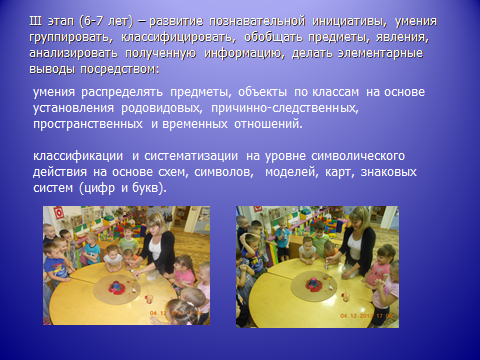 III этап (6-7 лет) – развитие познавательной инициативы, умения
группировать, классифицировать, обобщать предметы, явления,
анализировать полученную информацию, делать элементарные
выводы посредством:
умения распределять предметы, объекты по классам на основе
установления родовидовых, причинно-следственных,
пространственных и временных отношений.
классификации и систематизации на уровне символического
действия на основе схем, символов, моделей, карт, знаковых
систем (цифр и букв).